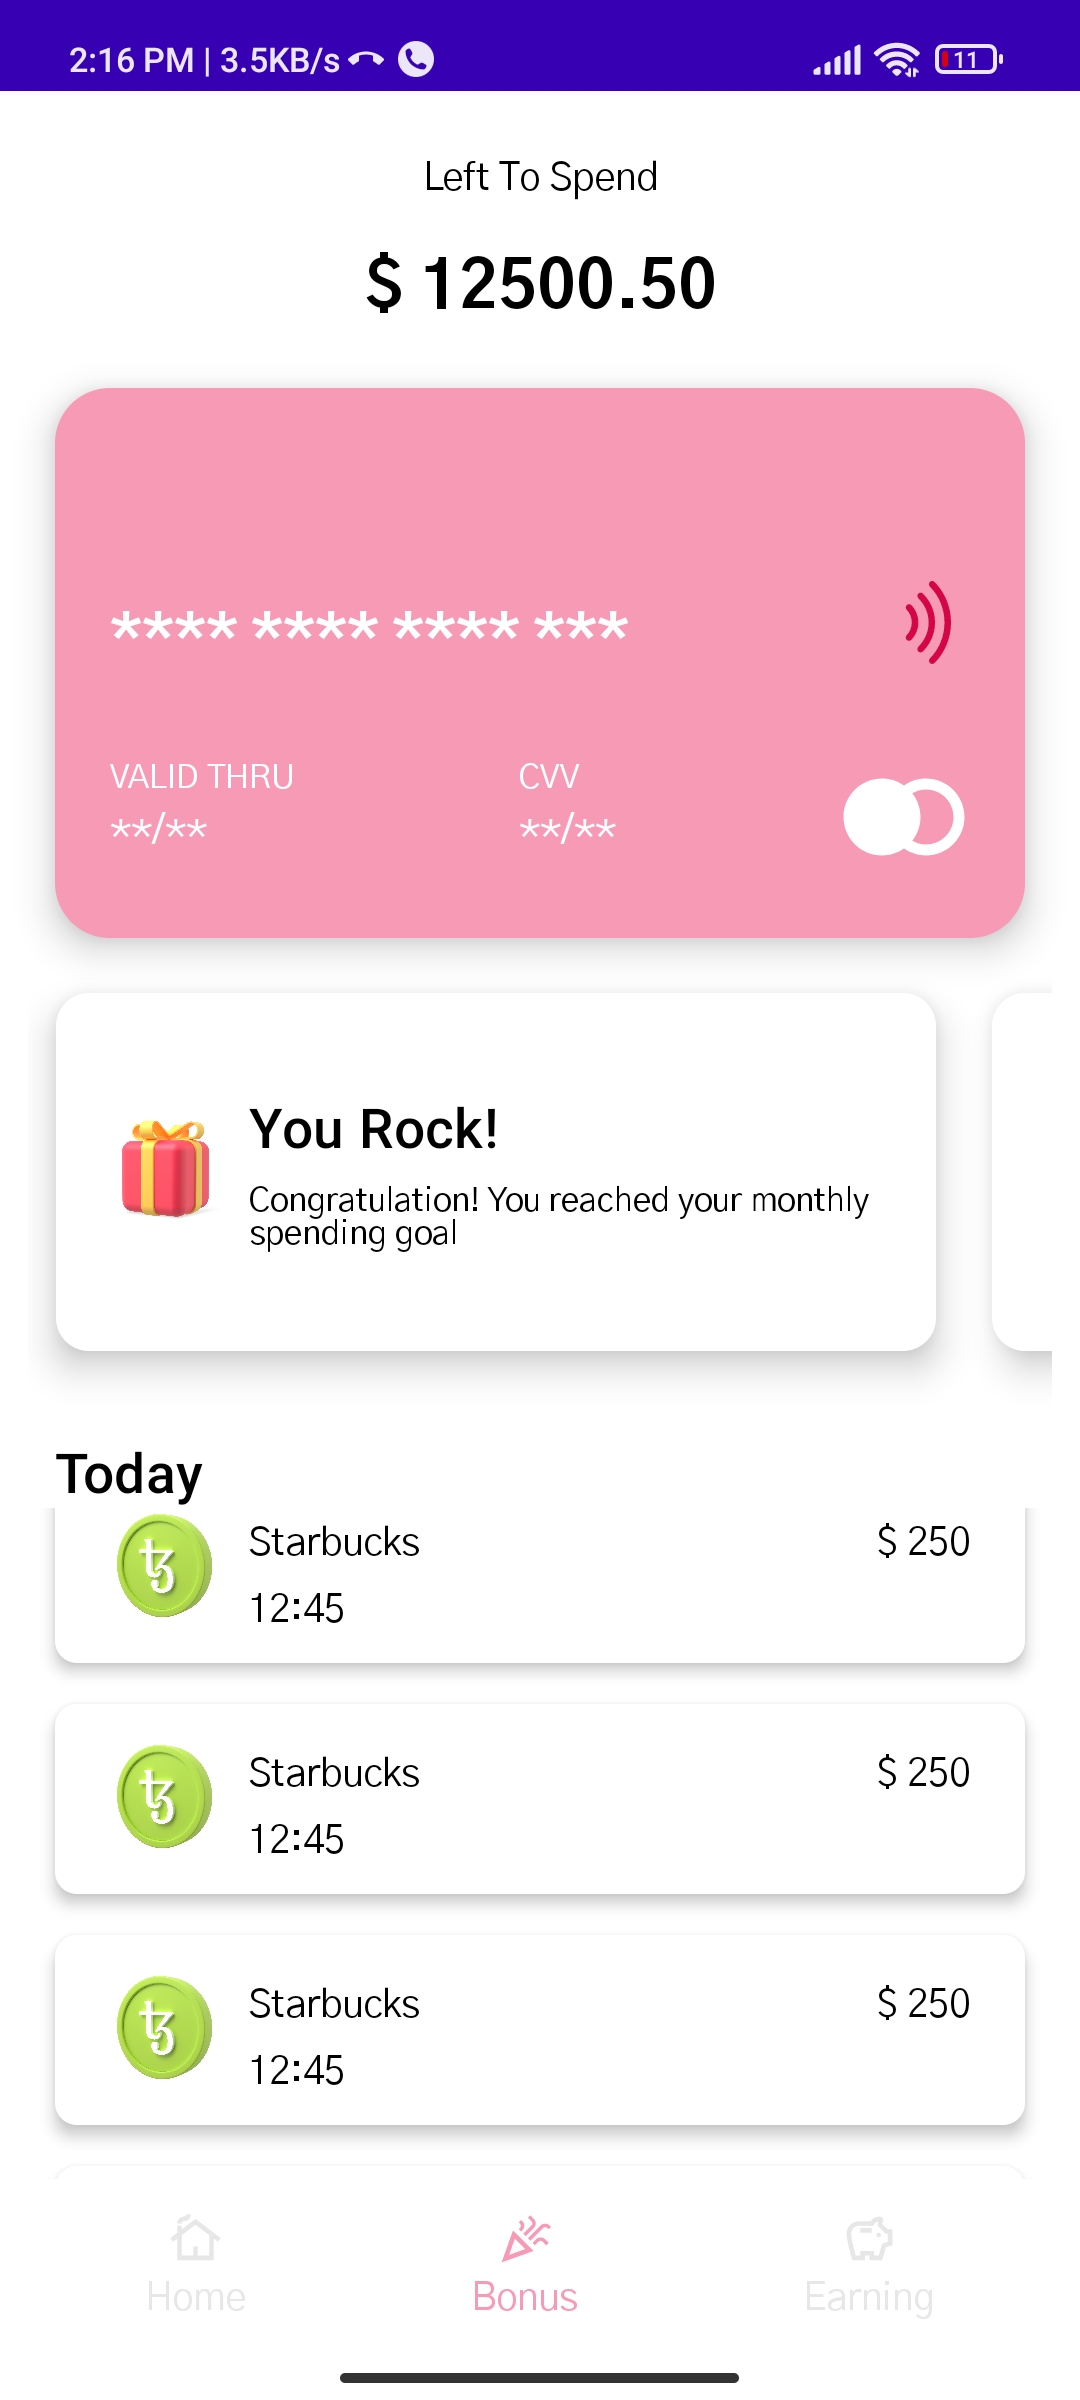 2:16 PM | 3.5KB/s
11
Left To Spend
$ 12500.50
**** **** **** ***
VALID THRU
CVV
**/**
**/**
You Rock!
Congratulation! You reached your monthly
spending goal
Today
Starbucks
$ 250
12:45
Starbucks
$ 250
12:45
Starbucks
$ 250
12:45
Home
Bonus
Earning